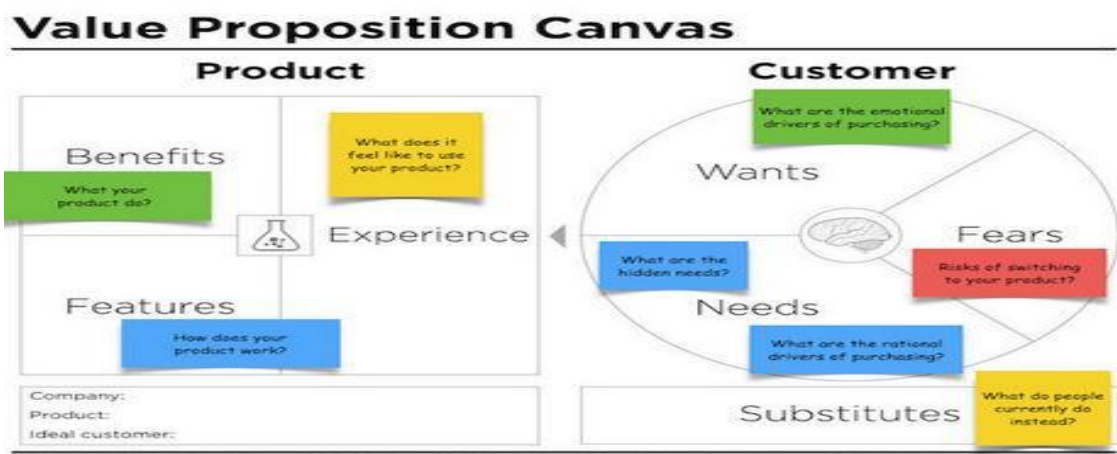 Value Proposition Canvas
Product
Benefits
What your
product do?
What does it
feel like to use
your product?
Experience
Features
How does your
product work?
Company:
Product:
Ideal customer:
Customer
What are the emotional
drivers of purchasing?
Wants
Fears
Risks of switching
to your product?
What are the
hidden needs?
Needs
What are the rational
drivers of purchasing?
Substitutes
What do people
currently do
instead?